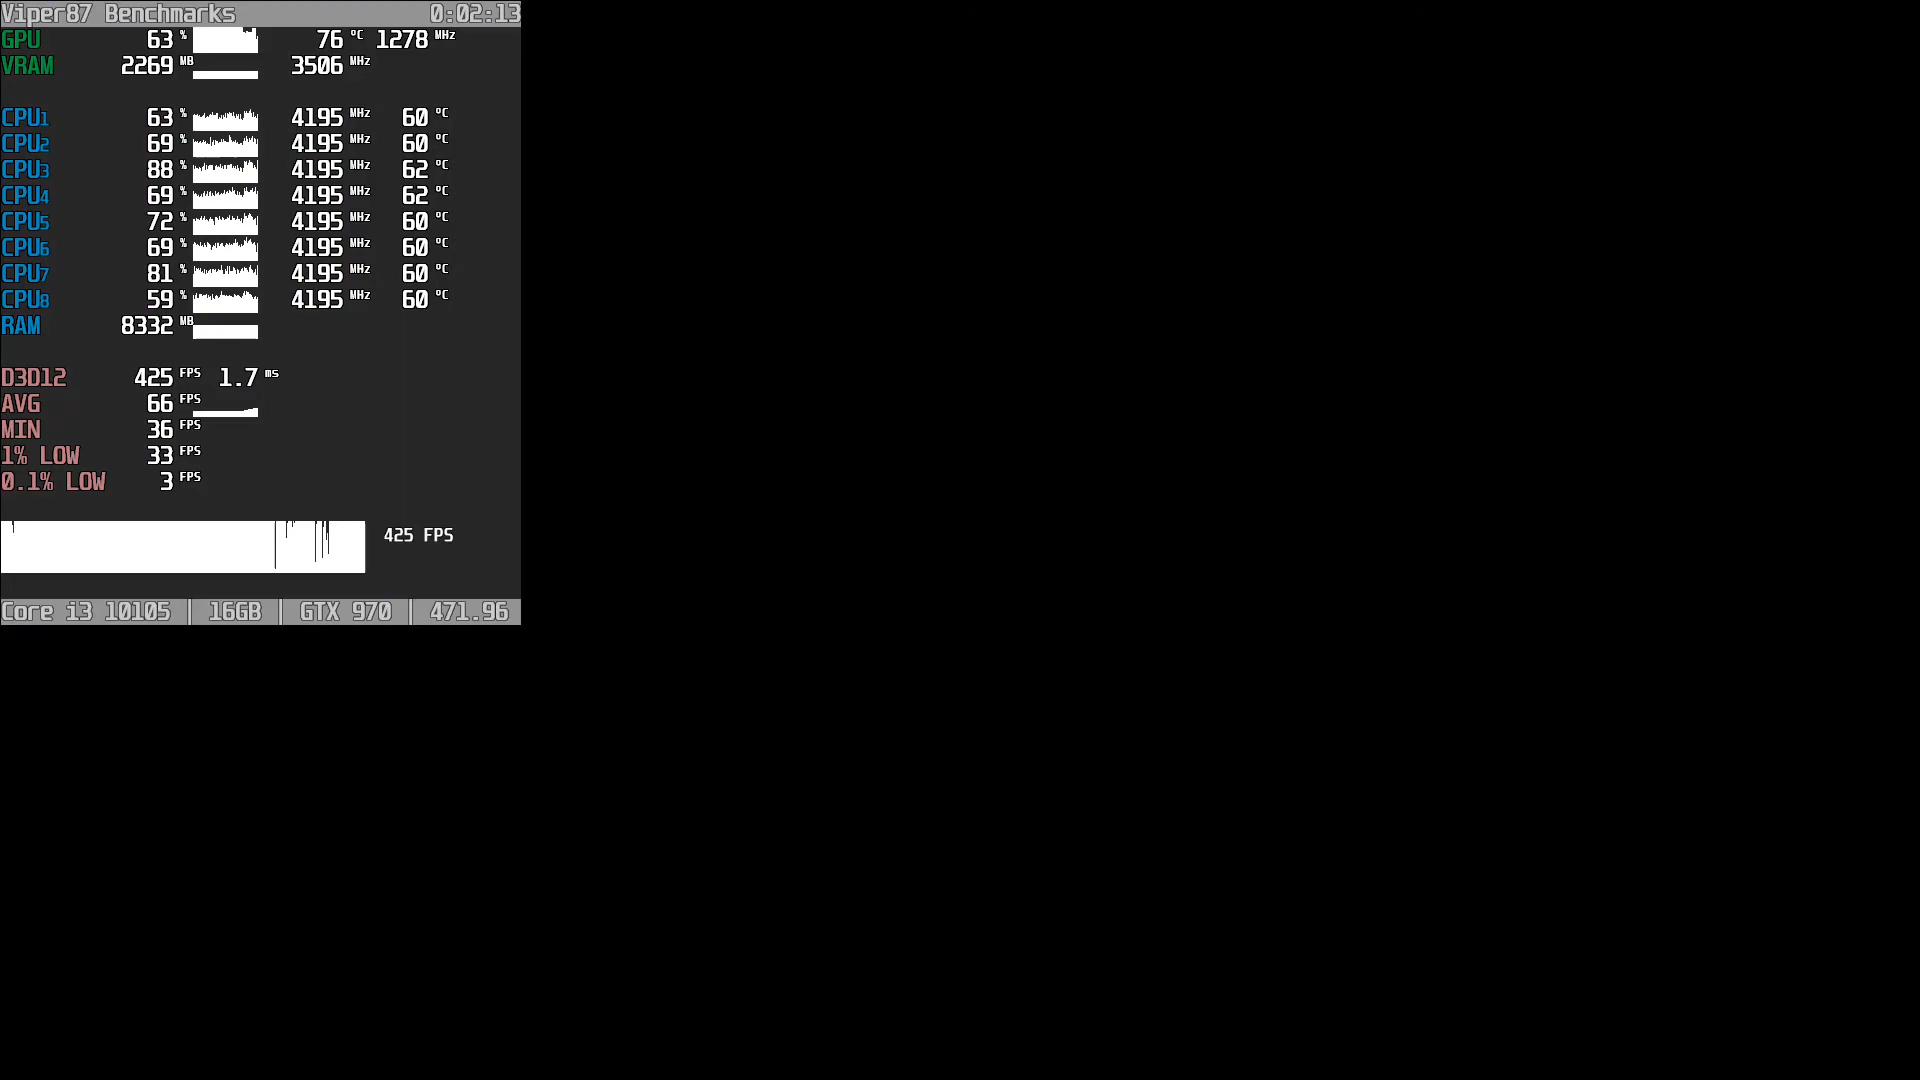 Viper87 Benchmarks 0:02:13
GPU 63 % 76 °C 1278 MHz
VRAM 2269 MB 3506 MHz
CPU1 63 % 4195 MHz 60 °C
CPU2 69 % 4195 MHz 60 °C
CPU3 88 % 4195 MHz 62 °C
CPU4 69 % 4195 MHz 62 °C
CPU5 72 % 4195 MHz 60 °C
CPU6 69 % 4195 MHz 60 °C
CPU7 81 % 4195 MHz 60 °C
CPU8 59 % 4195 MHz 60 °C
RAM 8332 MB
D3D12 425 FPS 1.7 ms
AVG 66 FPS
MIN 36 FPS
1% LOW 33 FPS
0.1% LOW 3 FPS
425 FPS
Core i3 10105 | 16GB | GTX 970 | 471.96